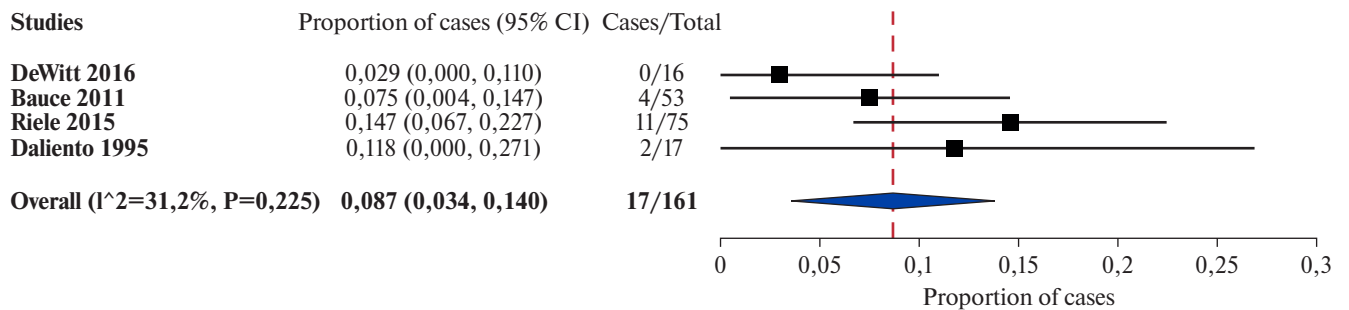 Studies Proportion of cases (95% CI) Cases/Total
DeWitt 2016 0,029 (0,000, 0,110) 0/16
Bauce 2011 0,075 (0,004, 0,147) 4/53
Riele 2015 0,147 (0,067, 0,227) 11/75
Daliento 1995 0,118 (0,000, 0,271) 2/17
Overall (l^2=31,2%, P=0,225) 0,087 (0,034, 0,140) 17/161
0 0,05 0,1 0,15 0,2 0,25 0,3
Proportion of cases